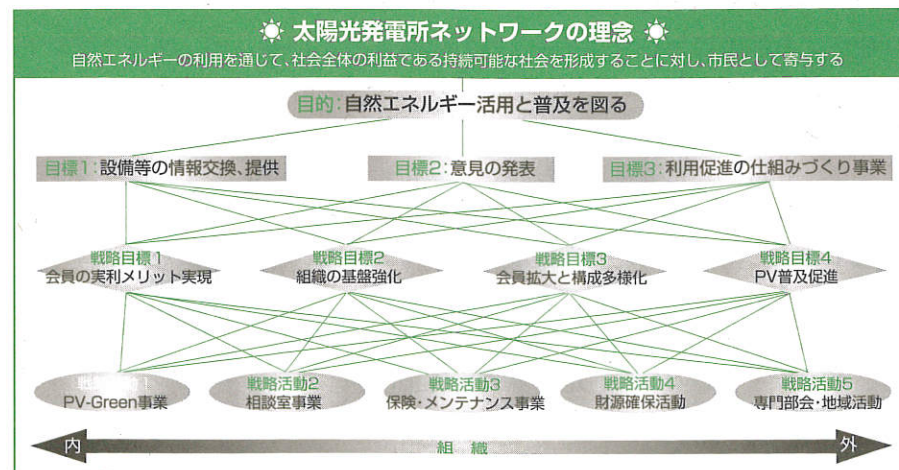 太陽光発電所ネットワークの理念
自然エネルギーの利用を通じて、社会全体の利益である持続可能な社会を形成することに対し、市民として寄与する
目的:自然エネルギー活用と普及を図る
目標1:設備等の情報交換、提供
目標2:意見の発表
目標3:利用促進の仕組みづくり事業
戦略目標1
会員の実利メリット実現
戦略目標2
組織の基盤強化
戦略目標3
会員拡大と構成多様化
戦略目標4
PV普及促進
戦略活動1
PV-Green事業
戦略活動2
相談室事業
戦略活動3
保険・メンテナンス事業
戦略活動4
財源確保活動
戦略活動5
専門部会・地域活動
内
組織
外